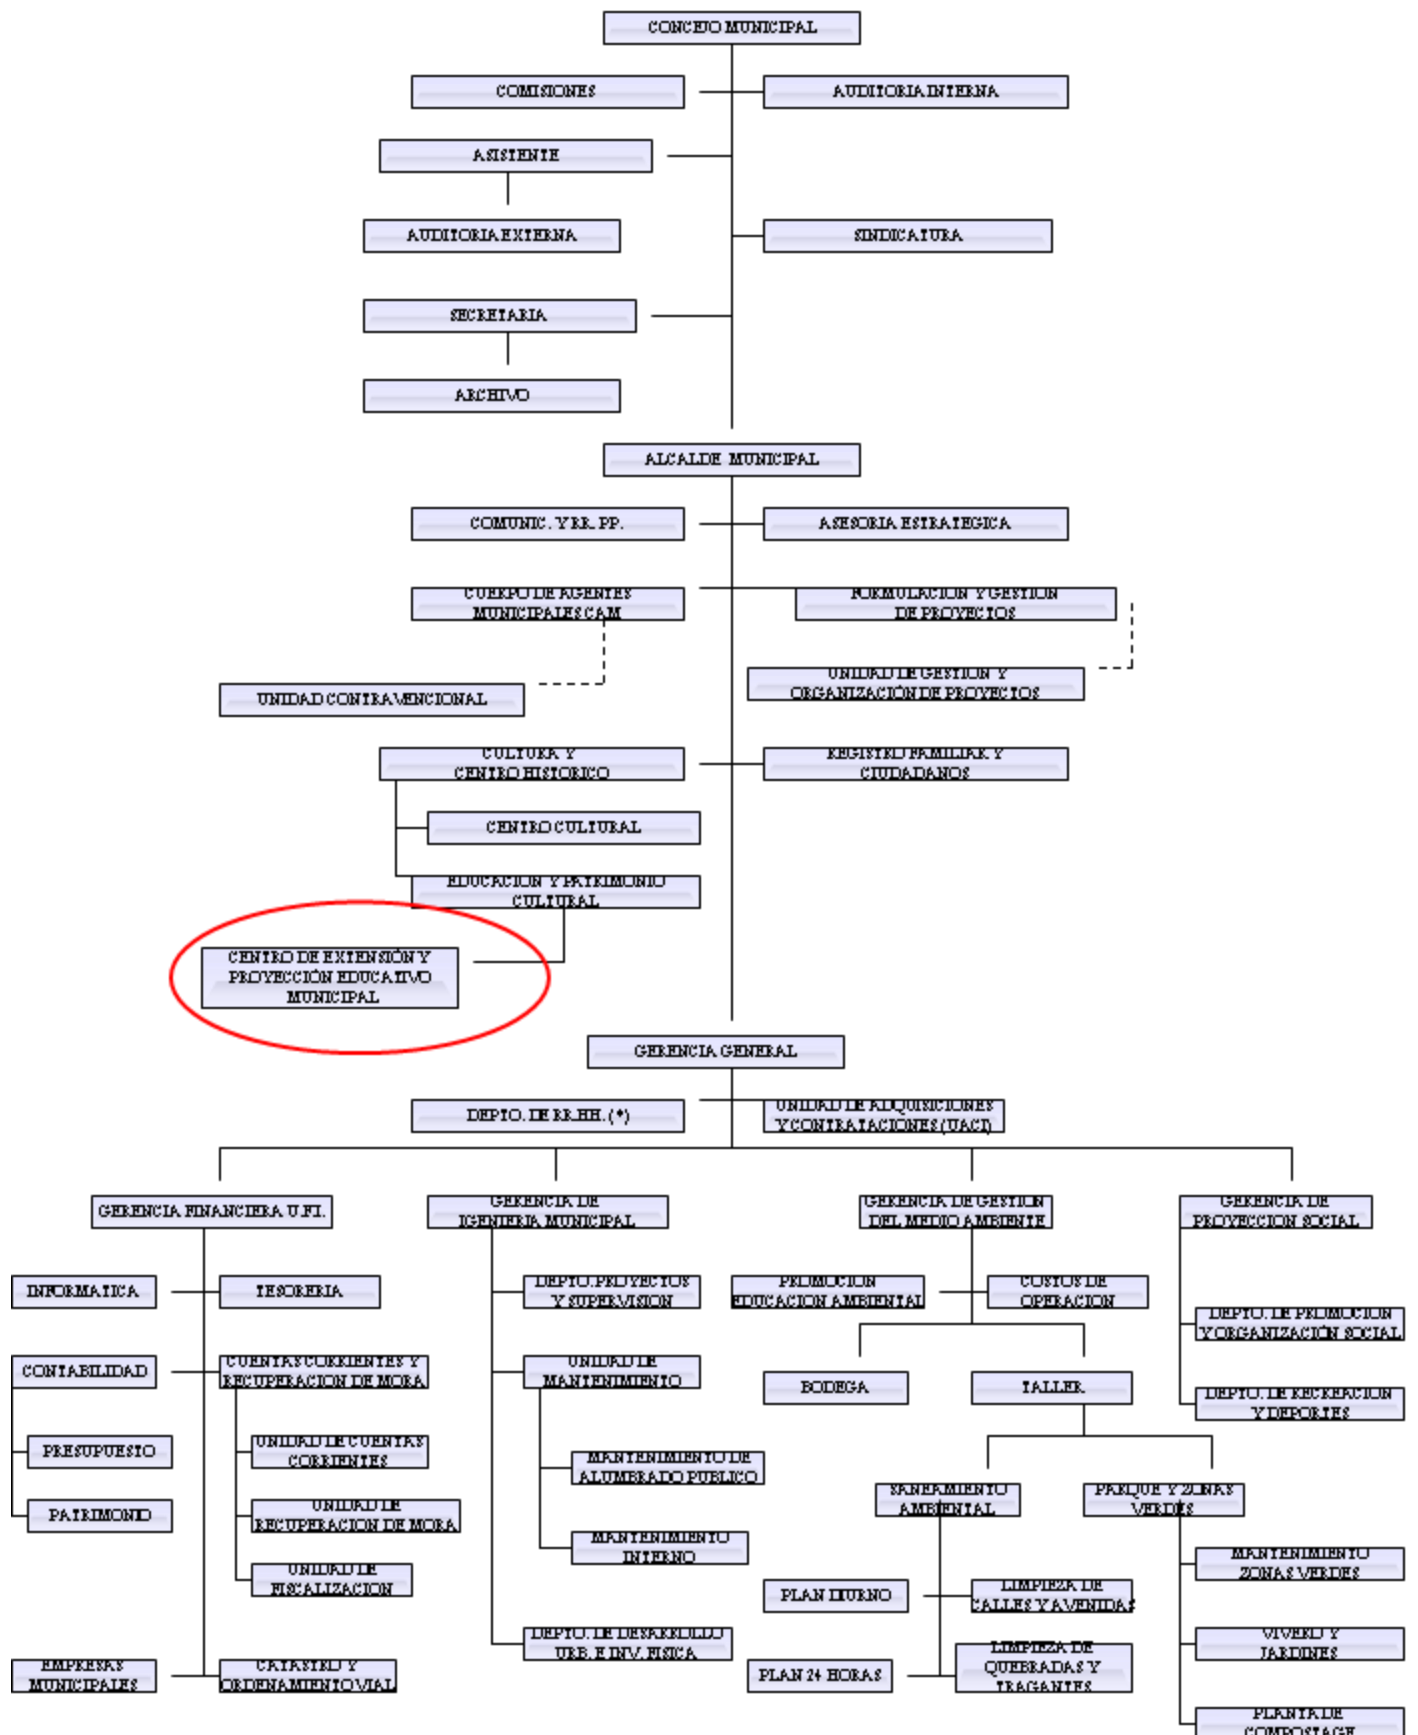 CONCEJO MUNICIPAL
COMISIONES
AUDITORIA INTERNA
ASISTENTE
AUDITORIA EXTERNA
SINDICATURA
SECRETARIA
ARCHIVO
ALCALDE MUNICIPAL
COMUNIC. Y RR. PP.
ASESORIA ESTRATEGICA
CUERPO DE AGENTES
MUNICIPALES CAM
FORMULACION Y GESTION
DE PROYECTOS
UNIDAD CONTRAVENCIONAL
UNIDAD DE GESTION Y
ORGANIZACIÓN DE PROYECTOS
CULTURA Y
CENTRO HISTORICO
REGISTRO FAMILIAR Y
CIUDADANOS
CENTRO CULTURAL
EDUCACION Y PATRIMONIO
CULTURAL
CENTRO DE EXTENSIÓN Y
PROYECCIÓN EDUCATIVO
MUNICIPAL
GERENCIA GENERAL
DEPTO. DE RR.HH. (*)
UNIDAD DE ADQUISICIONES
Y CONTRATACIONES (UACI)
GERENCIA FINANCIERA U.F.I.
GERENCIA DE
IGENIERIA MUNICIPAL
GERENCIA DE GESTION
DEL MEDIO AMBIENTE
GERENCIA DE
PROYECCION SOCIAL
INFORMATICA
TESORERIA
DEPTO. PROYECTOS
Y SUPERVISION
PROMOCION
EDUCACION AMBIENTAL
COSTOS DE
OPERACION
DEPTO. DE PROMOCION
Y ORGANIZACIÓN SOCIAL
CONTABILIDAD
CUENTAS CORRIENTES Y
RECUPERACION DE MORA
UNIDAD DE
MANTENIMIENTO
BODEGA
TALLER
DEPTO. DE RECREACION
Y DEPORTES
PRESUPUESTO
UNIDAD DE CUENTAS
CORRIENTES
MANTENIMIENTO DE
ALUMBRADO PUBLICO
SANEAMIENTO
AMBIENTAL
PARQUE Y ZONAS
VERDES
PATRIMONIO
UNIDAD DE
RECUPERACION DE MORA
MANTENIMIENTO
INTERNO
MANTENIMIENTO
ZONAS VERDES
UNIDAD DE
FISCALIZACION
PLAN DIURNO
LIMPIEZA DE
CALLES Y AVENIDAS
DEPTO. DE DESARROLLO
URB. E INV. FISICA
VIVERO Y
JARDINES
EMPRESAS
MUNICIPALES
CATASTRO Y
ORDENAMIENTO VIAL
PLAN 24 HORAS
LIMPIEZA DE
QUEBRADAS Y
TRAGANTES
PLANTA DE
COMPOSTAGE